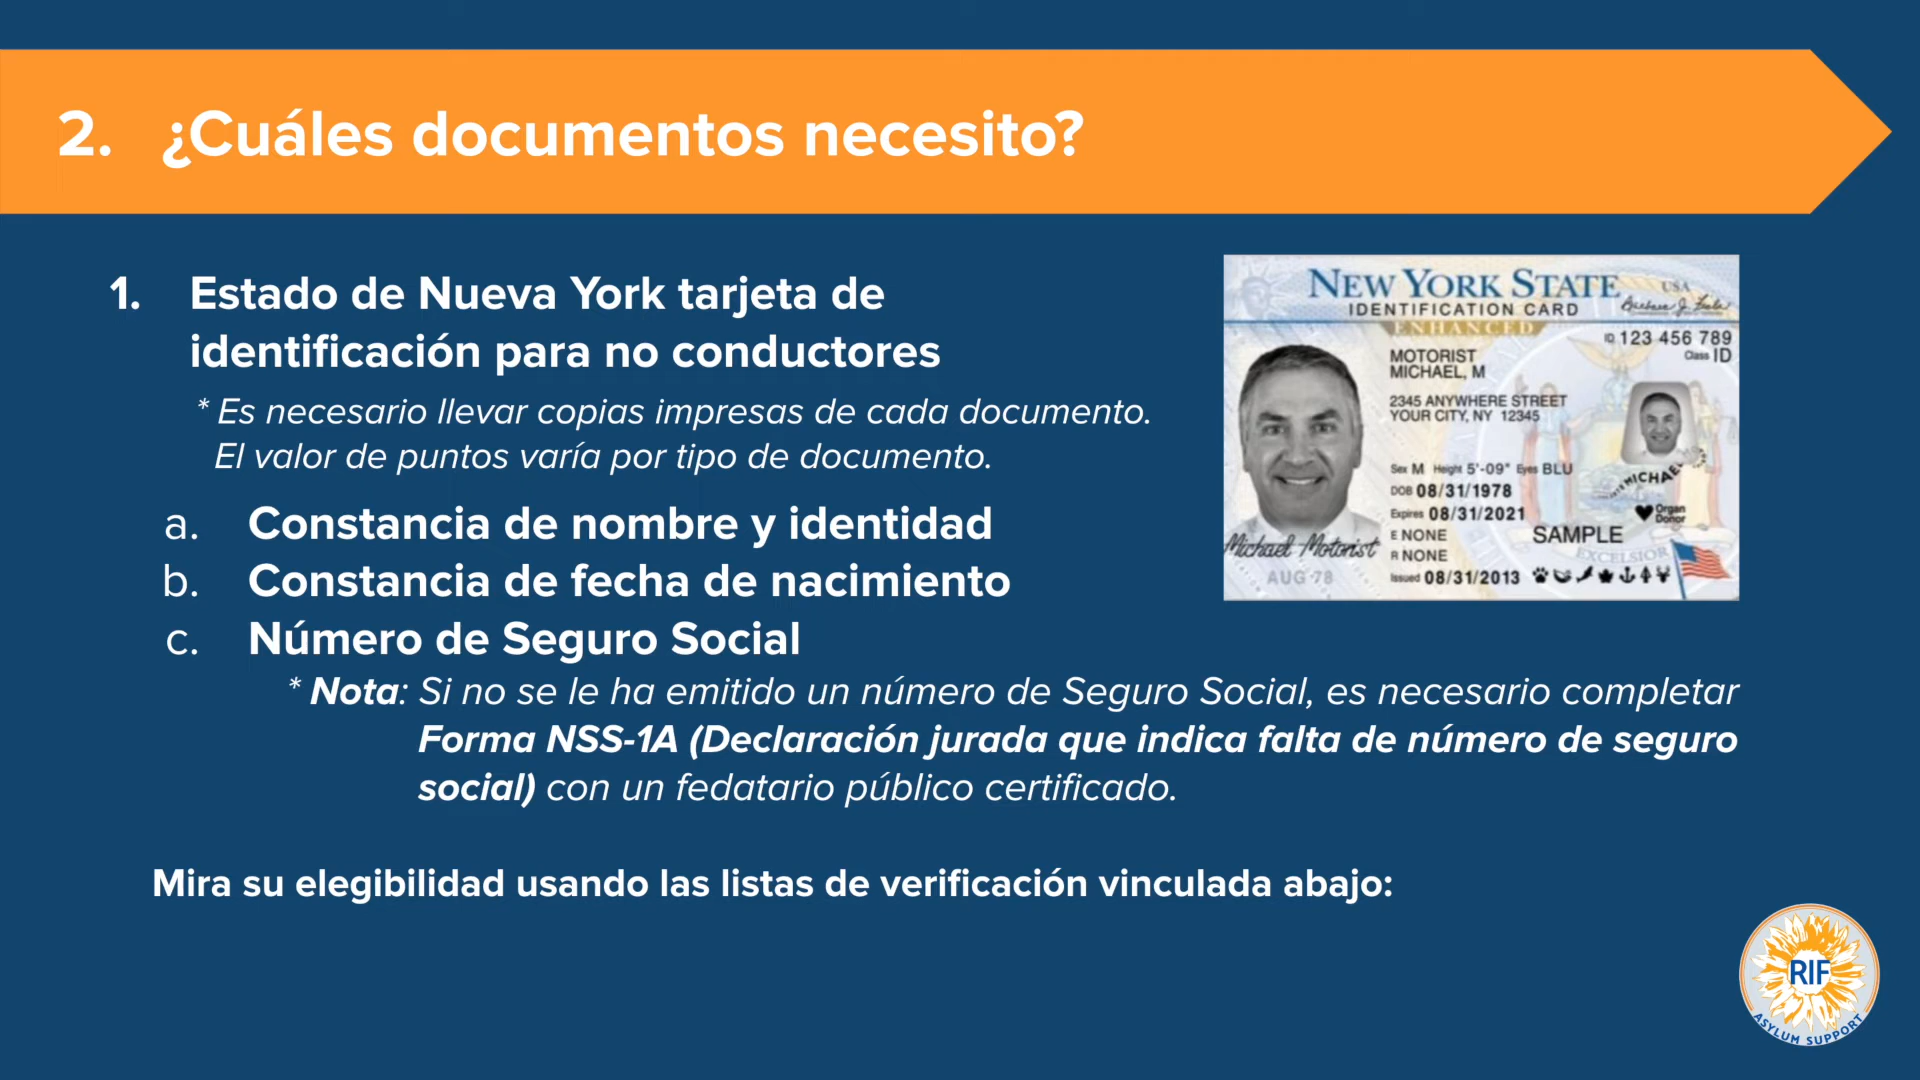 2. ¿Cuáles documentos necesito?
1. Estado de Nueva York tarjeta de
identificación para no conductores
* Es necesario llevar copias impresas de cada documento.
El valor de puntos varía por tipo de documento.
a. Constancia de nombre y identidad
b. Constancia de fecha de nacimiento
c. Número de Seguro Social
* Nota: Si no se le ha emitido un número de Seguro Social, es necesario completar
Forma NSS-1A (Declaración jurada que indica falta de número de seguro
social) con un fedatario público certificado.
Mira su elegibilidad usando las listas de verificación vinculada abajo:
NEW YORK STATE
USA
IDENTIFICATION CARD
ENHANCED
ID 123 456 789
Class ID
MOTORIST
MICHAEL, M
2345 ANYWHERE STREET
YOUR CITY, NY 12345
Sex M Height 5'-09" Eyes BLU
DOB 08/31/1978
Expires 08/31/2021
E NONE
R NONE
Issued 08/31/2013
SAMPLE
Organ
Donor
EXCELSIOR
Michael Motorist
AUG 78
RIF
ASYLUM SUPPORT